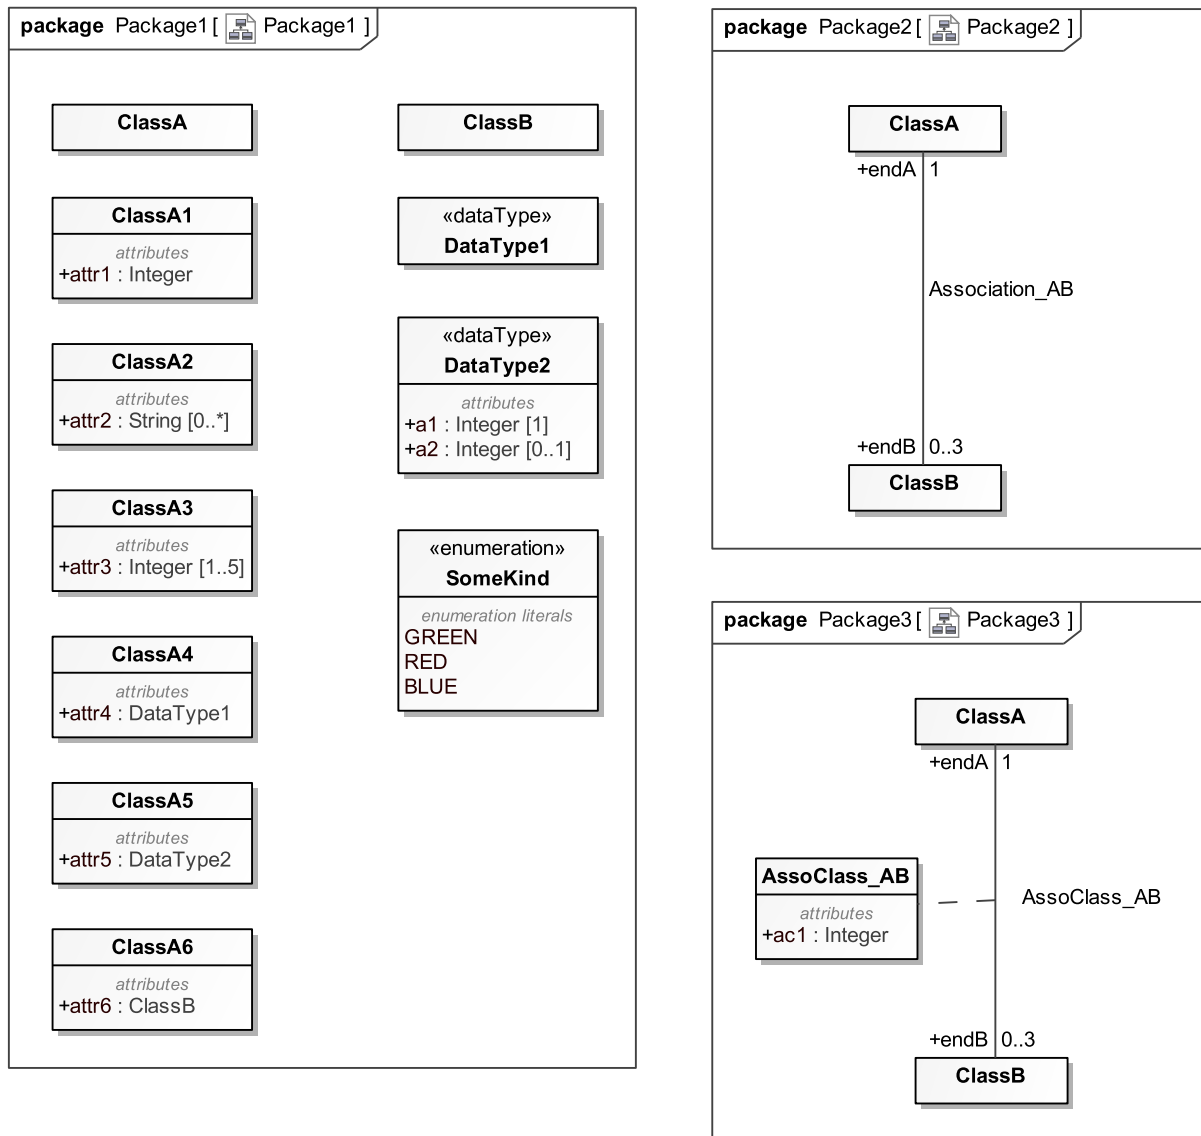 package Package1 [ Package1 ]
ClassA
ClassA1
attributes
+attr1 : Integer
ClassA2
attributes
+attr2 : String [0..*]
ClassA3
attributes
+attr3 : Integer [1..5]
ClassA4
attributes
+attr4 : DataType1
ClassA5
attributes
+attr5 : DataType2
ClassA6
attributes
+attr6 : ClassB
ClassB
«dataType»
DataType1
«dataType»
DataType2
attributes
+a1 : Integer [1]
+a2 : Integer [0..1]
«enumeration»
SomeKind
enumeration literals
GREEN
RED
BLUE
package Package2 [ Package2 ]
ClassA
+endA 1
Association_AB
+endB 0..3
ClassB
package Package3 [ Package3 ]
ClassA
+endA 1
AssoClass_AB
attributes
+ac1 : Integer
AssoClass_AB
+endB 0..3
ClassB